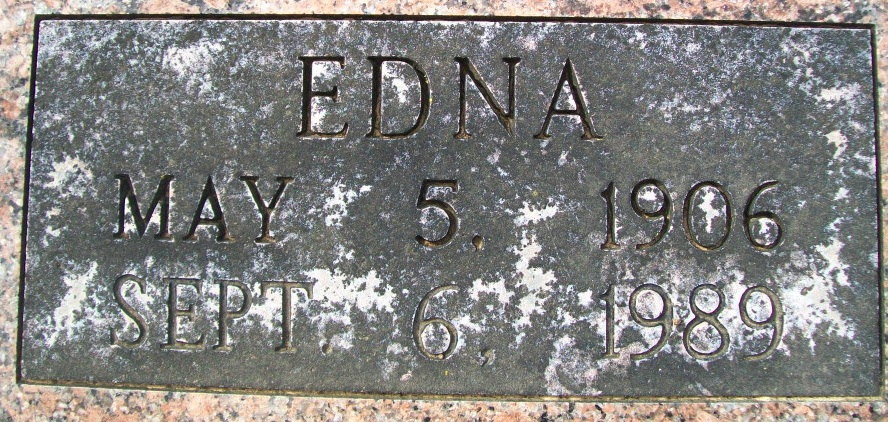 EDNA
MAY 5, 1906
SEPT. 6, 1989